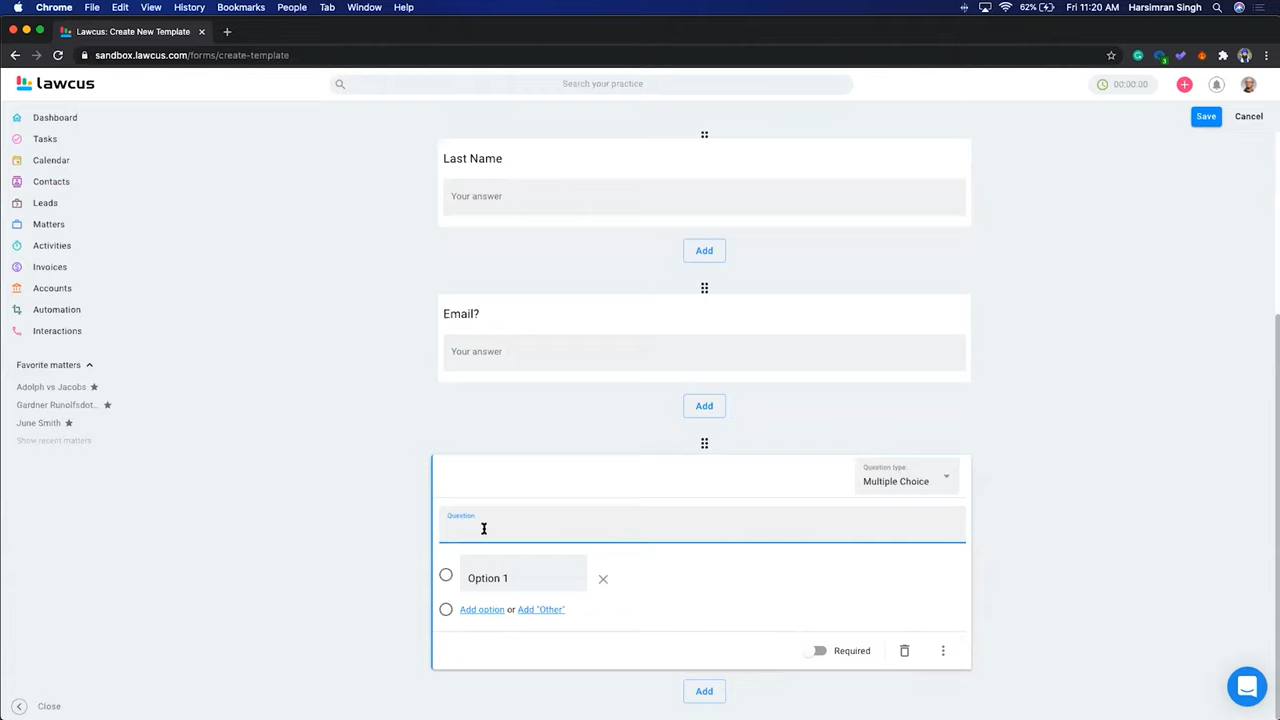 Chrome File Edit View History Bookmarks People Tab Window Help 62% Fri 11:20 AM Harsimran Singh
Lawcus: Create New Template
sandbox.lawcus.com/forms/create-template
3
lawcus
Search your practice
00:00:00
Dashboard
Save Cancel
Tasks
Calendar
Contacts
Leads
Matters
Activities
Invoices
Accounts
Automation
Interactions
Favorite matters
Adolph vs Jacobs
Gardner Runolfsdot..
June Smith
Show recent matters
Close
Last Name
Your answer
Add
Email?
Your answer
Add
Question type:
Multiple Choice
Question
Option 1
Add option or Add "Other"
Required
Add